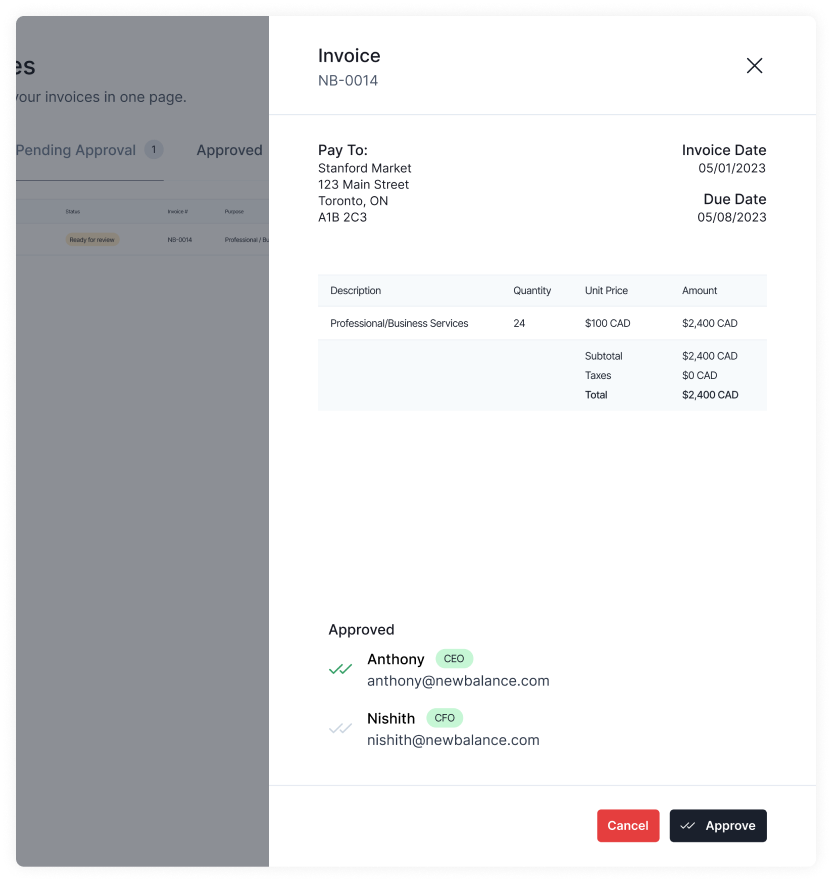 es
your invoices in one page.
Pending Approval 1 Approved
Status Invoice # Purpose
Ready for review NB-0014 Professional / Bu
Invoice
NB-0014
Pay To:
Stanford Market
123 Main Street
Toronto, ON
A1B 2C3
Invoice Date
05/01/2023
Due Date
05/08/2023
Description Quantity Unit Price Amount
Professional/Business Services 24 $100 CAD $2,400 CAD
Subtotal $2,400 CAD
Taxes $0 CAD
Total $2,400 CAD
Approved
Anthony CEO
anthony@newbalance.com
Nishith CFO
nishith@newbalance.com
Cancel Approve